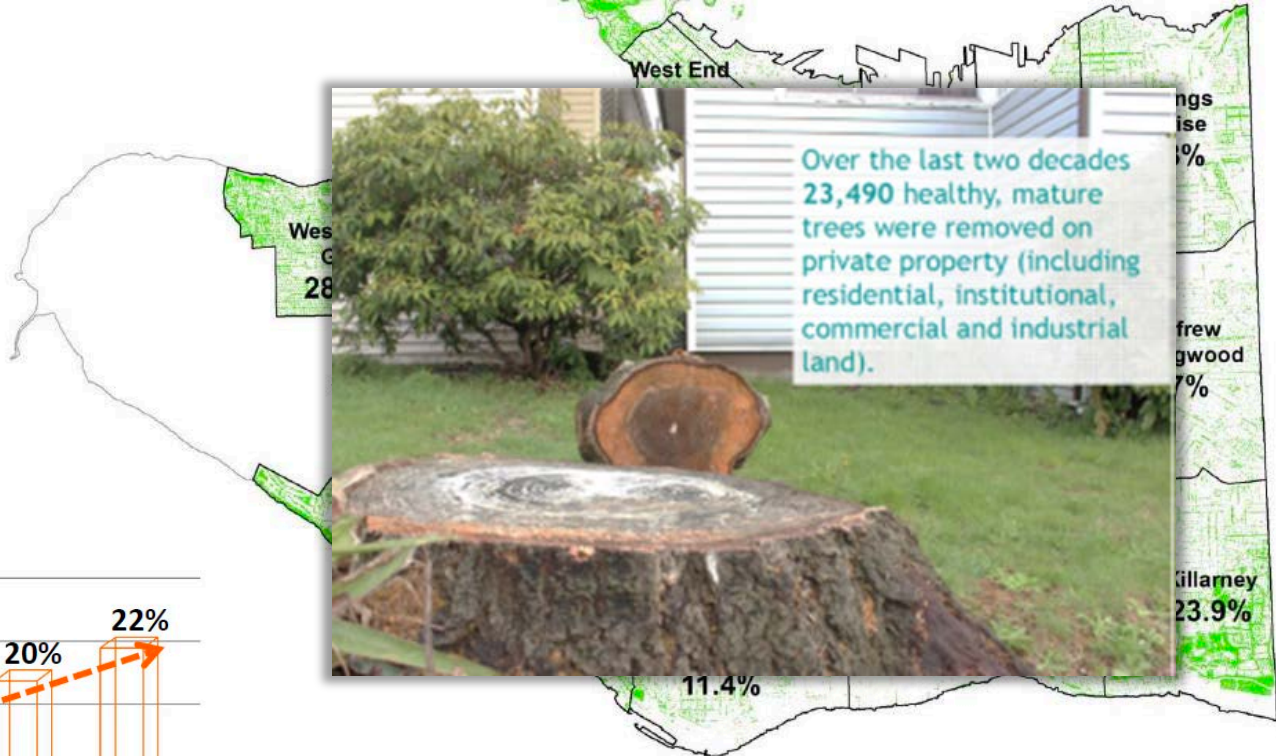 West End
Over the last two decades
23,490 healthy, mature
trees were removed on
private property (including
residential, institutional,
commercial and industrial
land).
Killarney
23.9%
11.4%
22%
20%